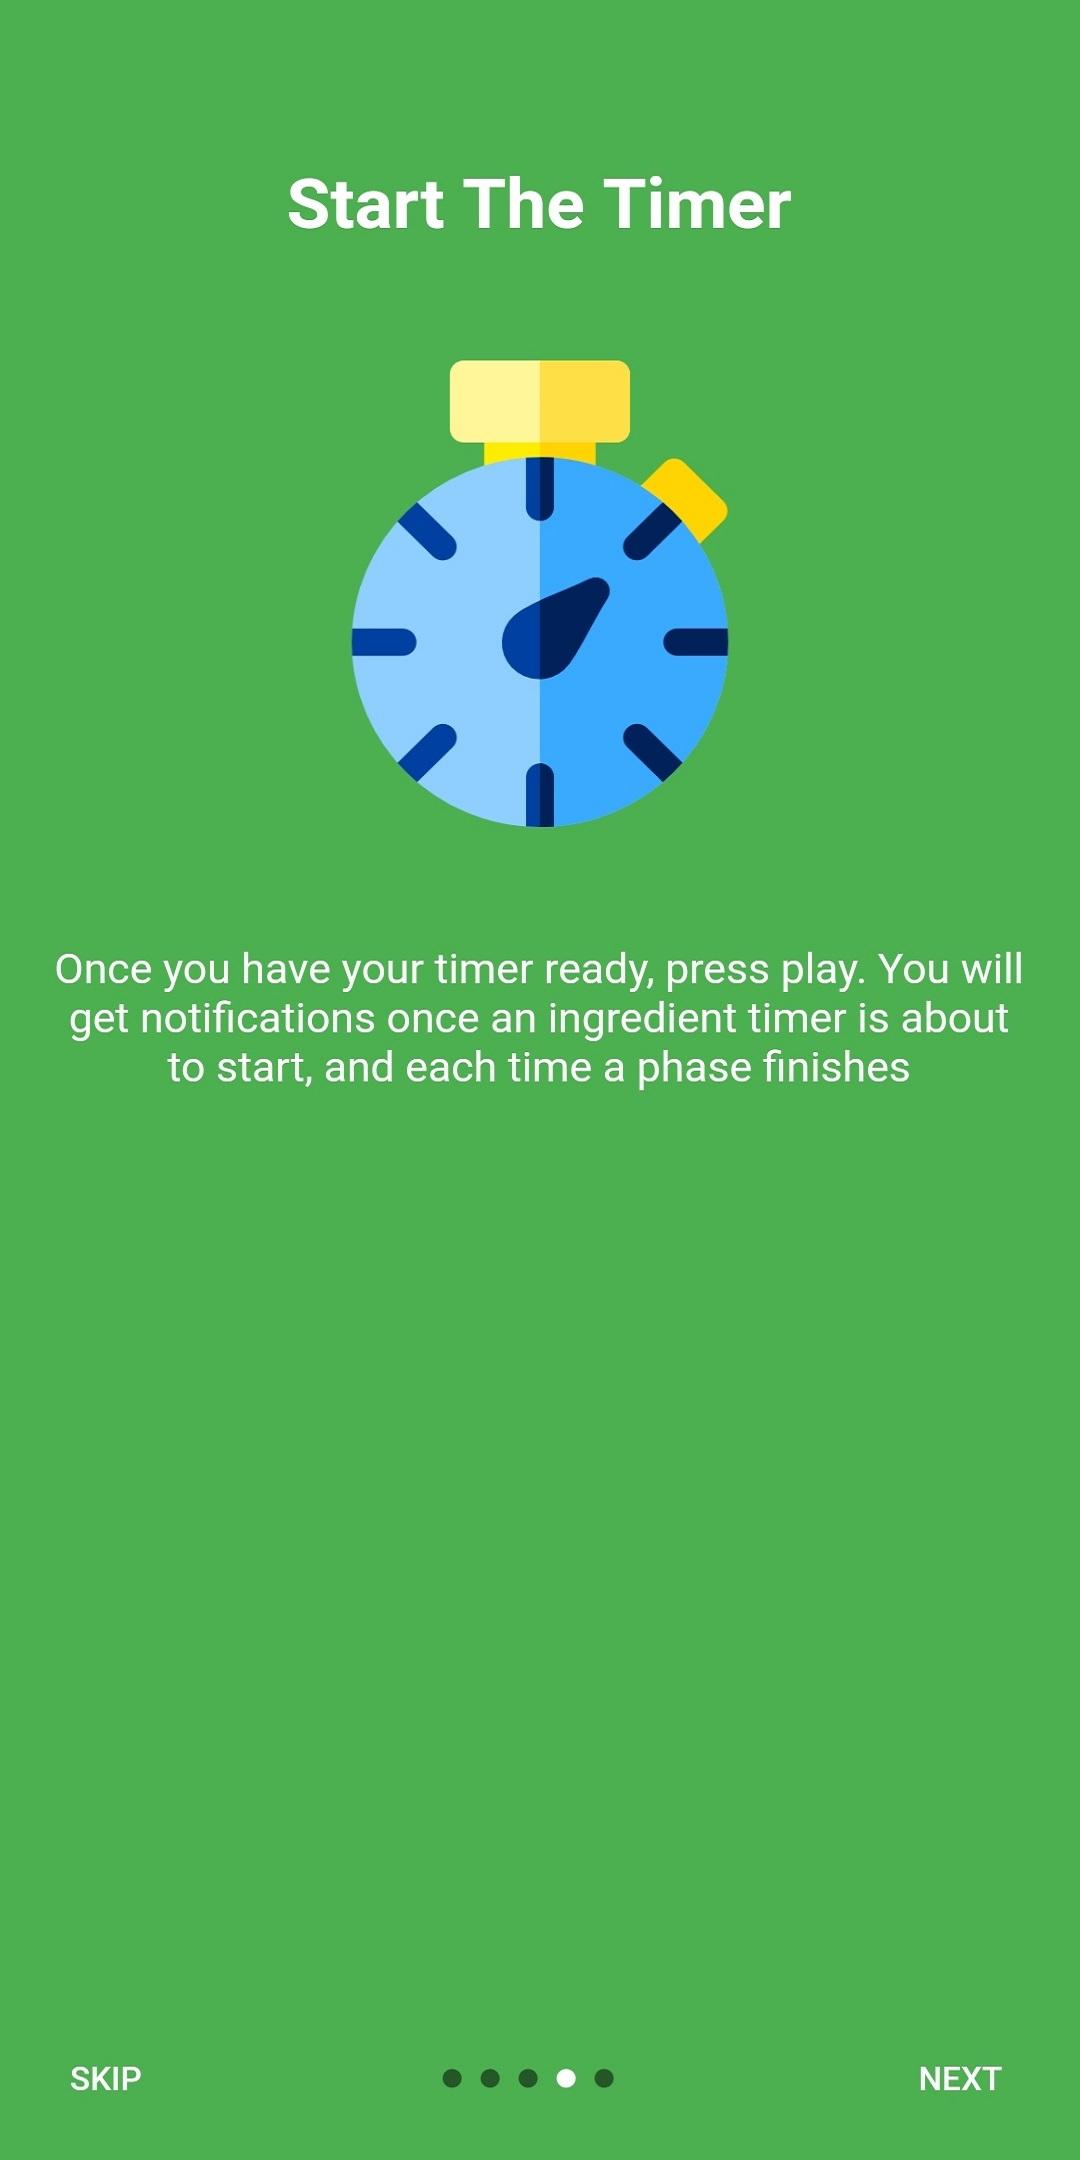 Start The Timer
Once you have your timer ready, press play. You will
get notifications once an ingredient timer is about
to start, and each time a phase finishes
SKIP
NEXT